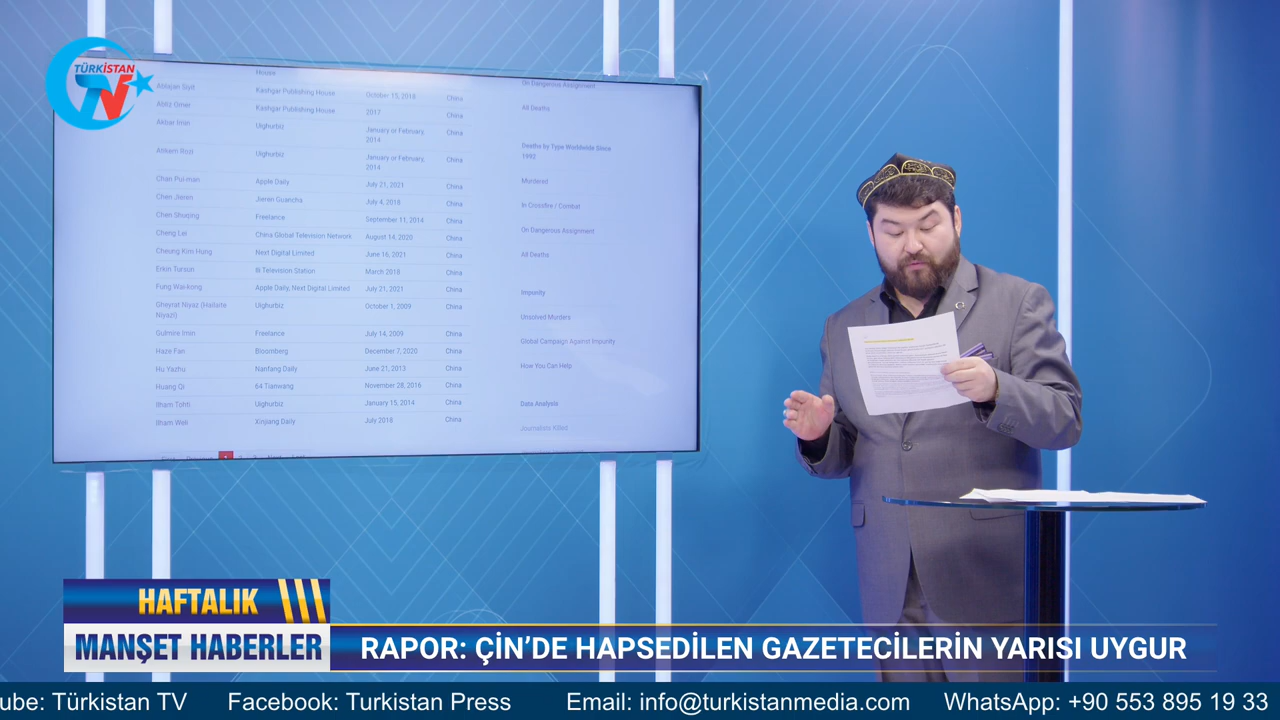 TÜRKİSTAN
TV
House
On Dangerous Assignment
Ablajan Siyit Kashgar Publishing House October 15, 2018 China
All Deaths
Abliz Omer Kashgar Publishing House 2017 China
Akbar Imin Uighurbiz January or February, 2014 China
Deaths by Type Worldwide Since 1992
Atikem Rozi Uighurbiz January or February, 2014 China
Murdered
Chan Pui-man Apple Daily July 21, 2021 China
Chen Jieren Jieren Guancha July 4, 2018 China
In Crossfire / Combat
Chen Shuqing Freelance September 11, 2014 China
On Dangerous Assignment
Cheng Lei China Global Television Network August 14, 2020 China
Cheung Kim Hung Next Digital Limited June 16, 2021 China
All Deaths
Erkin Tursun Ili Television Station March 2018 China
Fung Wai-kong Apple Daily, Next Digital Limited July 21, 2021 China
Impunity
Gheyrat Niyaz (Hailaite Niyazi) Uighurbiz October 1, 2009 China
Unsolved Murders
Gulmire Imin Freelance July 14, 2009 China
Global Campaign Against Impunity
Haze Fan Bloomberg December 7, 2020 China
How You Can Help
Hu Yazhu Nanfang Daily June 21, 2013 China
Huang Qi 64 Tianwang November 28, 2016 China
Data Analysis
Ilham Tohti Uighurbiz January 15, 2014 China
Ilham Weli Xinjiang Daily July 2018 China
Journalists Killed
HAFTALIK
MANŞET HABERLER
RAPOR: ÇİN’DE HAPSEDİLEN GAZETECİLERİN YARISI UYGUR
ube: Türkistan TV Facebook: Turkistan Press Email: info@turkistanmedia.com WhatsApp: +90 553 895 19 33